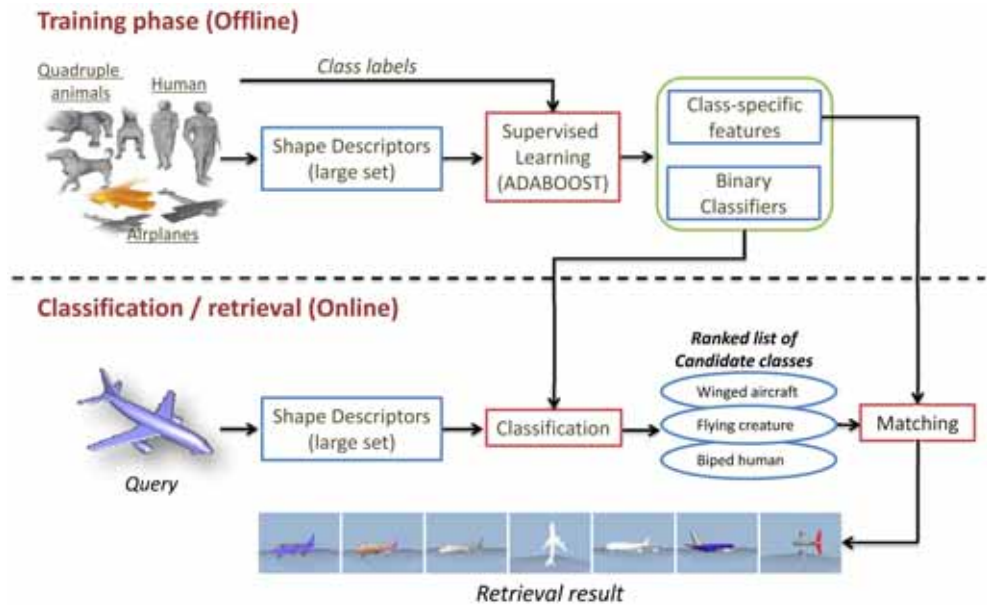 Training phase (Offline)
Quadruple
animals
Human
Airplanes
Class labels
Shape Descriptors
(large set)
Supervised
Learning
(ADABOOST)
Class-specific
features
Binary
Classifiers
Classification / retrieval (Online)
Query
Shape Descriptors
(large set)
Classification
Ranked list of
Candidate classes
Winged aircraft
Flying creature
Biped human
Matching
Retrieval result